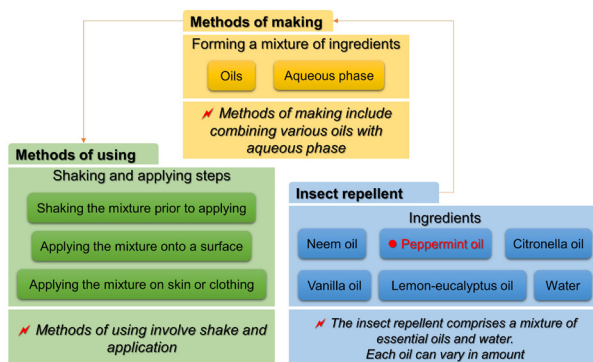 Methods of making
Forming a mixture of ingredients
Oils
Aqueous phase
Methods of making include
combining various oils with
aqueous phase
Methods of using
Shaking and applying steps
Shaking the mixture prior to applying
Applying the mixture onto a surface
Applying the mixture on skin or clothing
Methods of using involve shake and
application
Insect repellent
Ingredients
Neem oil
Peppermint oil
Citronella oil
Vanilla oil
Lemon-eucalyptus oil
Water
The insect repellent comprises a mixture of
essential oils and water.
Each oil can vary in amount